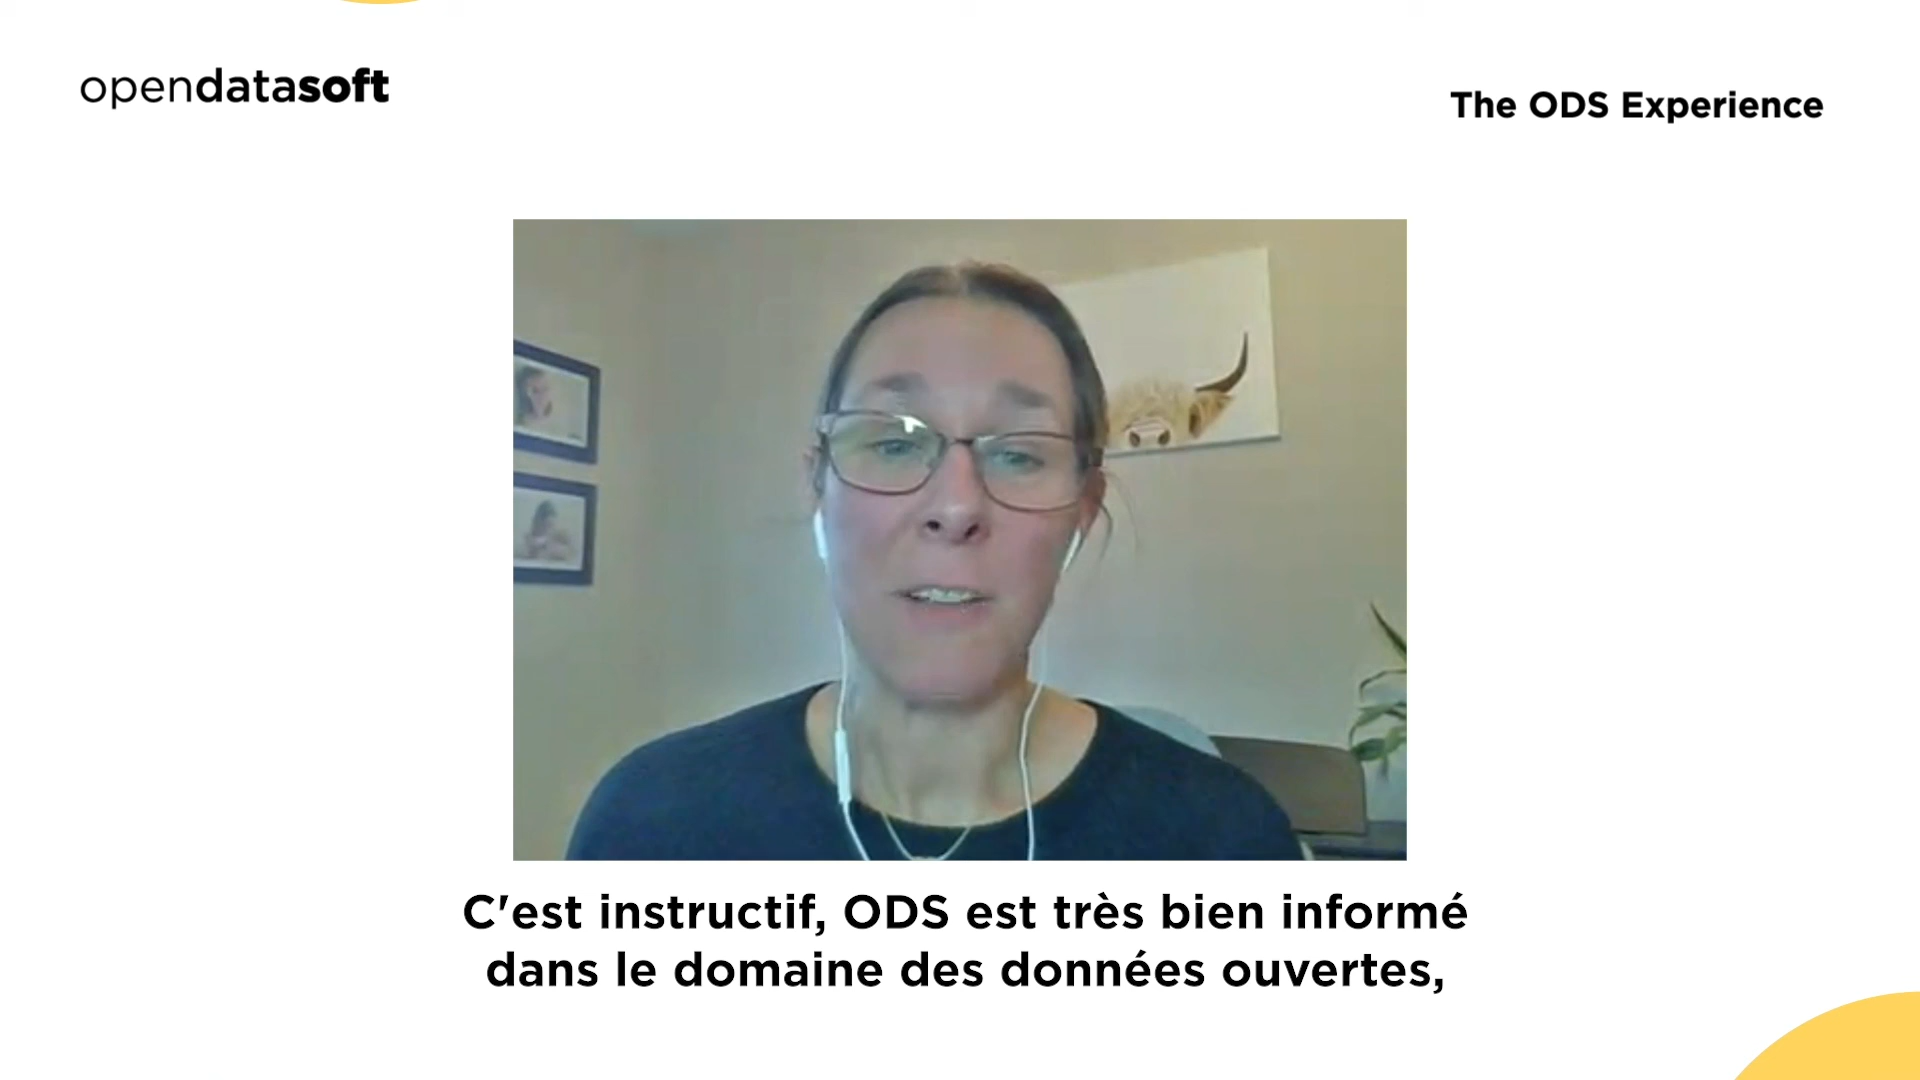 opendatasoft
The ODS Experience
C'est instructif, ODS est très bien informé
dans le domaine des données ouvertes,